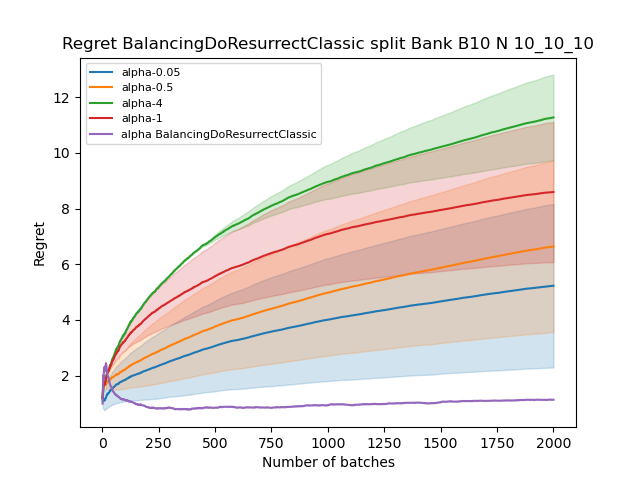 Regret BalancingDoResurrectClassic split Bank B10 N 10_10_10
alpha-0.05
alpha-0.5
alpha-4
alpha-1
alpha BalancingDoResurrectClassic
Regret
12
10
8
6
4
2
0 250 500 750 1000 1250 1500 1750 2000
Number of batches